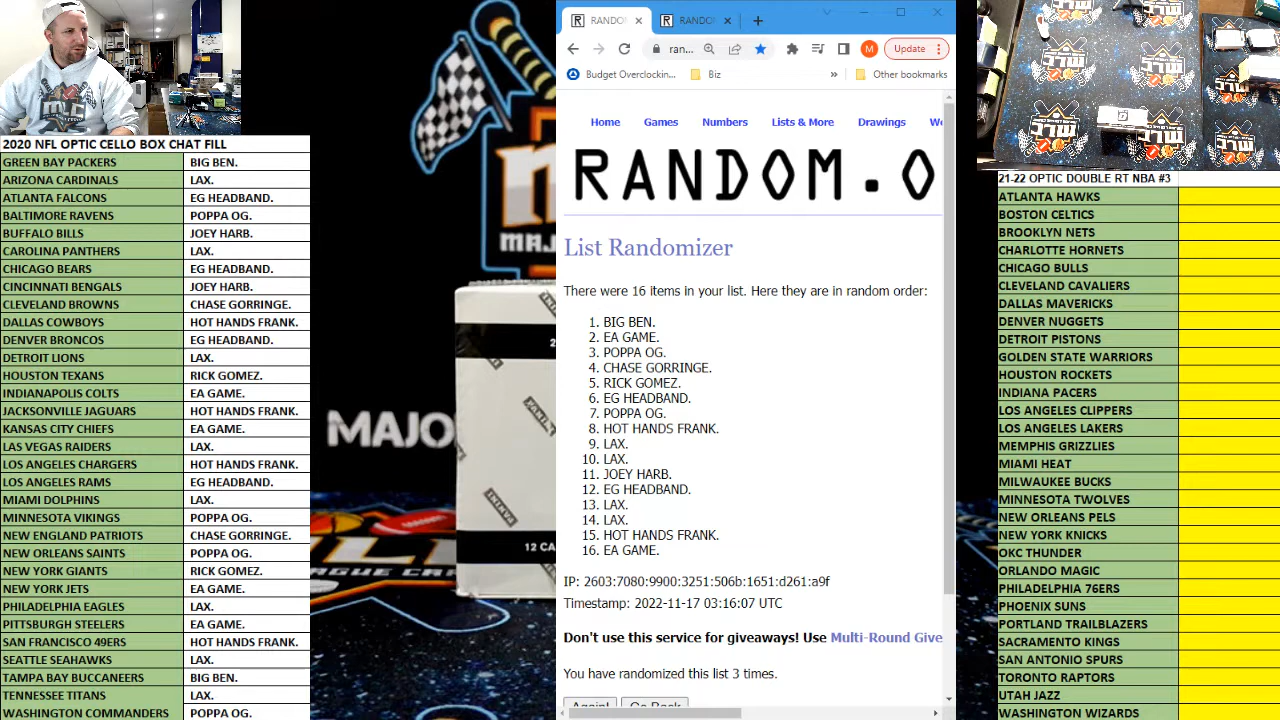 RANDO
RANDO
ran...
M
Update
Budget Overclockin...
Biz
Other bookmarks
Home Games Numbers Lists & More Drawings
RANDOM.O
List Randomizer
There were 16 items in your list. Here they are in random order:
1. BIG BEN.
2. EA GAME.
3. POPPA OG.
4. CHASE GORRINGE.
5. RICK GOMEZ.
6. EG HEADBAND.
7. POPPA OG.
8. HOT HANDS FRANK.
9. LAX.
10. LAX.
11. JOEY HARB.
12. EG HEADBAND.
13. LAX.
14. LAX.
15. HOT HANDS FRANK.
16. EA GAME.
IP: 2603:7080:9900:3251:506b:1651:d261:a9f
Timestamp: 2022-11-17 03:16:07 UTC
Don't use this service for giveaways! Use Multi-Round Give
You have randomized this list 3 times.
Again! Go Back
2020 NFL OPTIC CELLO BOX CHAT FILL
GREEN BAY PACKERS BIG BEN.
ARIZONA CARDINALS LAX.
ATLANTA FALCONS EG HEADBAND.
BALTIMORE RAVENS POPPA OG.
BUFFALO BILLS JOEY HARB.
CAROLINA PANTHERS LAX.
CHICAGO BEARS EG HEADBAND.
CINCINNATI BENGALS JOEY HARB.
CLEVELAND BROWNS CHASE GORRINGE.
DALLAS COWBOYS HOT HANDS FRANK.
DENVER BRONCOS EG HEADBAND.
DETROIT LIONS LAX.
HOUSTON TEXANS RICK GOMEZ.
INDIANAPOLIS COLTS EA GAME.
JACKSONVILLE JAGUARS HOT HANDS FRANK.
KANSAS CITY CHIEFS EA GAME.
LAS VEGAS RAIDERS LAX.
LOS ANGELES CHARGERS HOT HANDS FRANK.
LOS ANGELES RAMS EG HEADBAND.
MIAMI DOLPHINS LAX.
MINNESOTA VIKINGS POPPA OG.
NEW ENGLAND PATRIOTS CHASE GORRINGE.
NEW ORLEANS SAINTS POPPA OG.
NEW YORK GIANTS RICK GOMEZ.
NEW YORK JETS EA GAME.
PHILADELPHIA EAGLES LAX.
PITTSBURGH STEELERS EA GAME.
SAN FRANCISCO 49ERS HOT HANDS FRANK.
SEATTLE SEAHAWKS LAX.
TAMPA BAY BUCCANEERS BIG BEN.
TENNESSEE TITANS LAX.
WASHINGTON COMMANDERS POPPA OG.
MAJO
PANINI
12 CA
21-22 OPTIC DOUBLE RT NBA #3
ATLANTA HAWKS
BOSTON CELTICS
BROOKLYN NETS
CHARLOTTE HORNETS
CHICAGO BULLS
CLEVELAND CAVALIERS
DALLAS MAVERICKS
DENVER NUGGETS
DETROIT PISTONS
GOLDEN STATE WARRIORS
HOUSTON ROCKETS
INDIANA PACERS
LOS ANGELES CLIPPERS
LOS ANGELES LAKERS
MEMPHIS GRIZZLIES
MIAMI HEAT
MILWAUKEE BUCKS
MINNESOTA TWOLVES
NEW ORLEANS PELS
NEW YORK KNICKS
OKC THUNDER
ORLANDO MAGIC
PHILADELPHIA 76ERS
PHOENIX SUNS
PORTLAND TRAILBLAZERS
SACRAMENTO KINGS
SAN ANTONIO SPURS
TORONTO RAPTORS
UTAH JAZZ
WASHINGTON WIZARDS